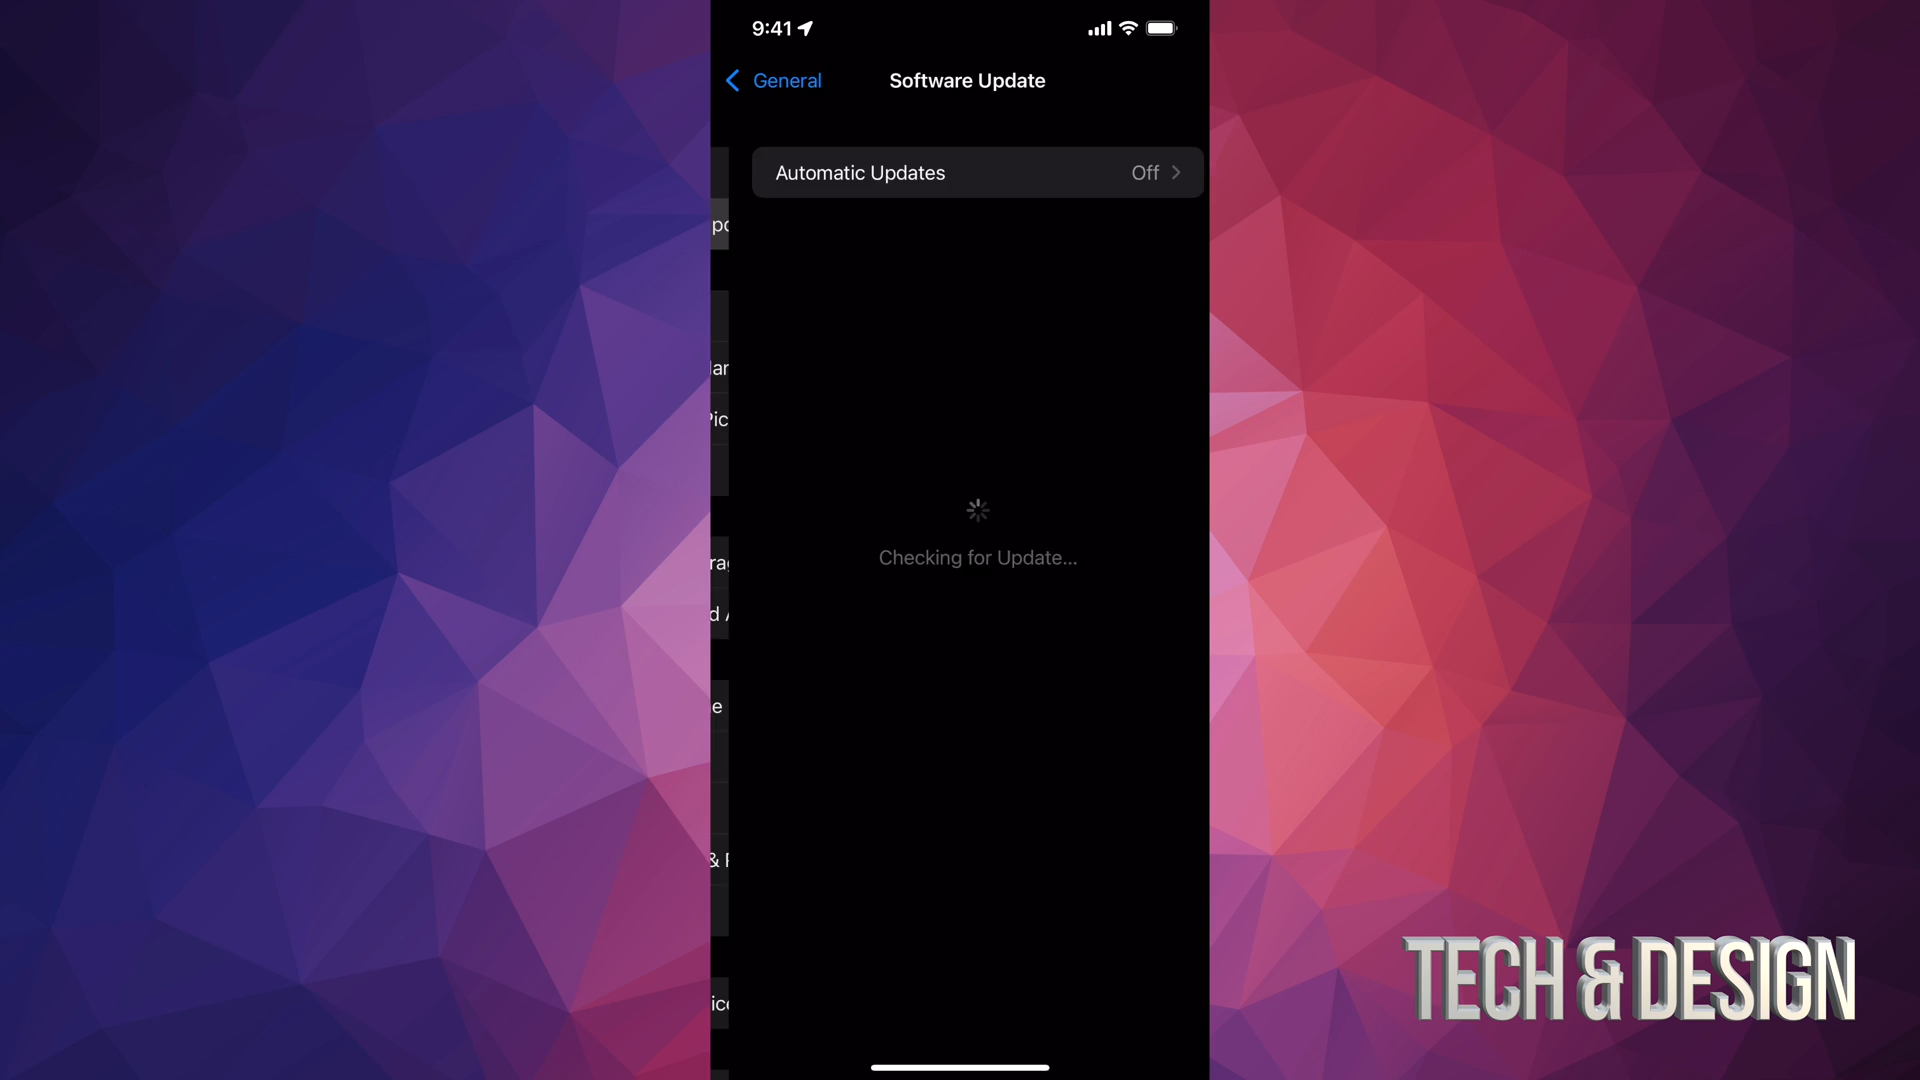 9:41
General
Software Update
Automatic Updates
Off
Checking for Update...
TECH & DESIGN